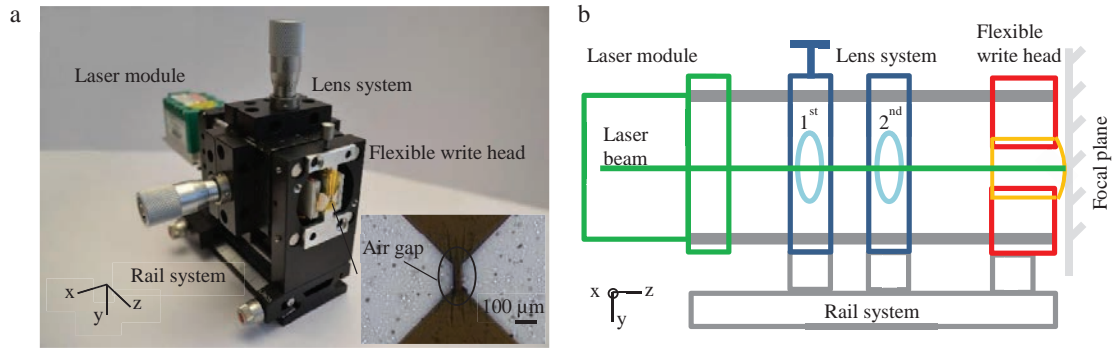 a
Laser module
Lens system
Flexible write head
Air gap
Rail system
x
y
z
100 µm
b
Laser module
Lens system
Flexible
write head
1st
2nd
Laser
beam
Focal plane
x
z
y
Rail system